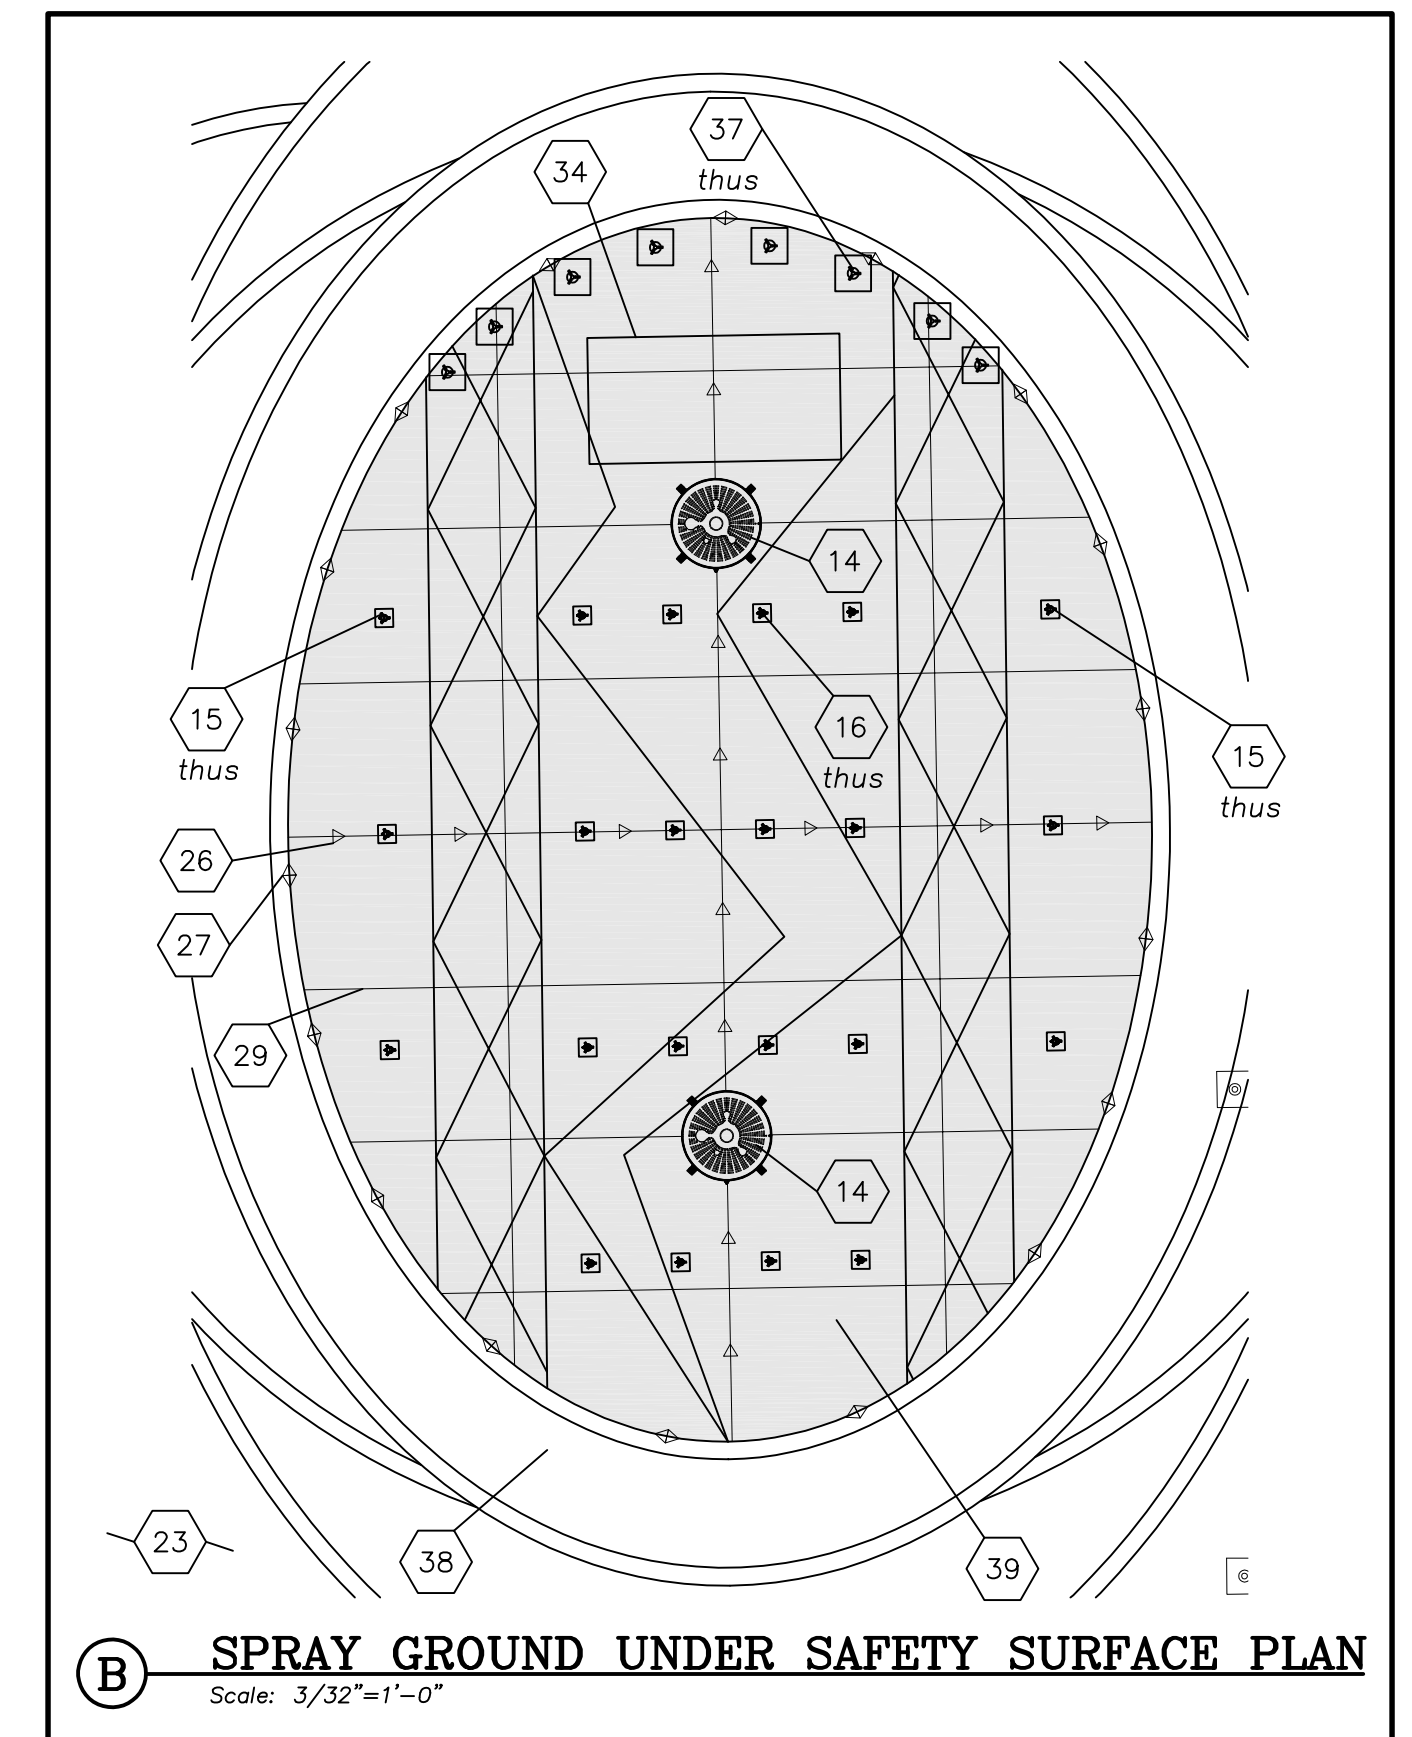 37
thus
34
14
15
thus
16
thus
15
thus
26
27
29
14
23
38
39
B
SPRAY GROUND UNDER SAFETY SURFACE PLAN
Scale: 3/32"=1'-0"